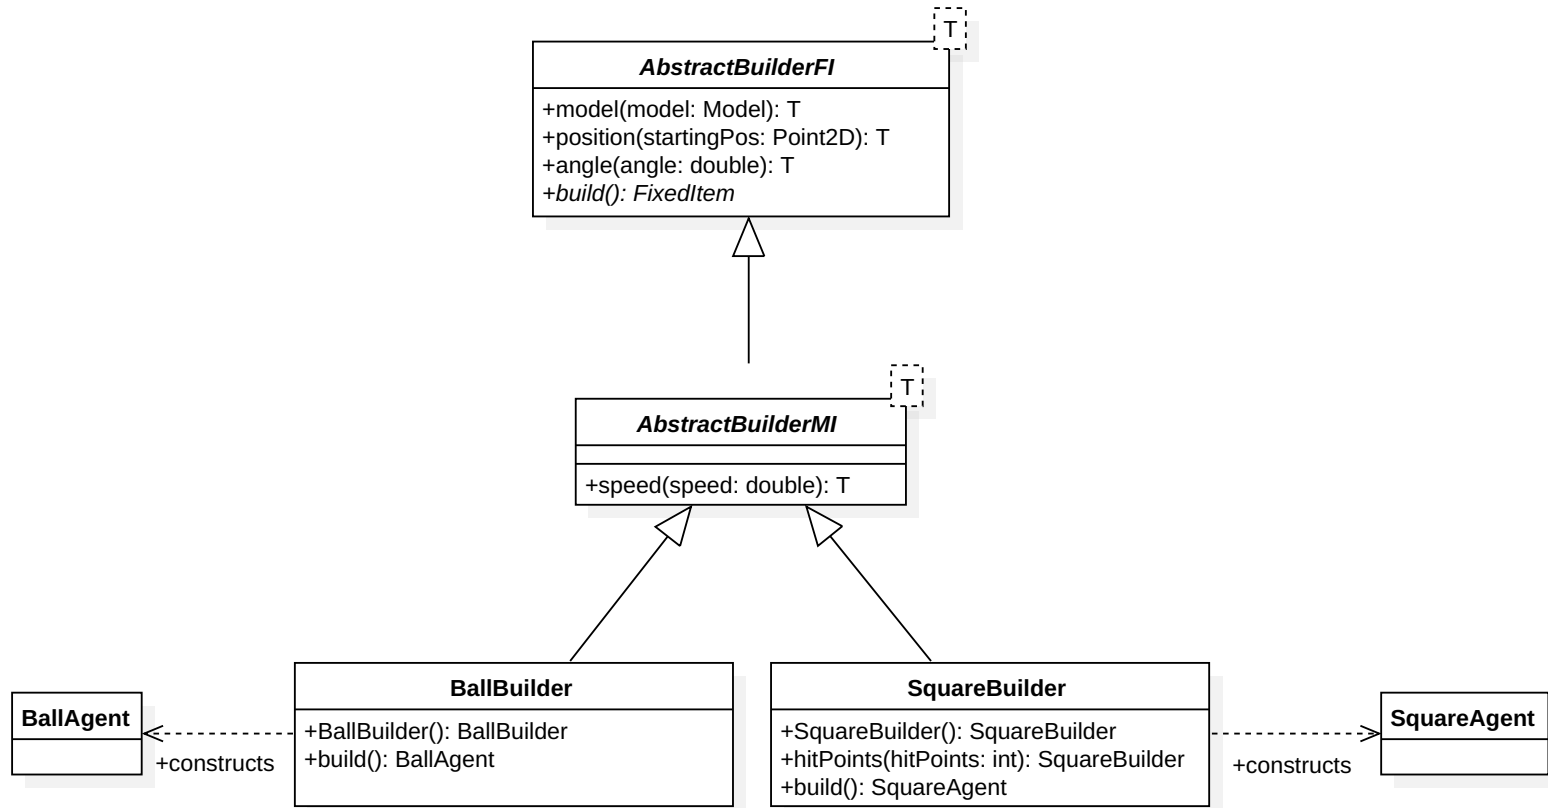 T
AbstractBuilderFI
+model(model: Model): T
+position(startingPos: Point2D): T
+angle(angle: double): T
+build(): FixedItem
T
AbstractBuilderMI
+speed(speed: double): T
BallAgent
+constructs
BallBuilder
+BallBuilder(): BallBuilder
+build(): BallAgent
SquareBuilder
+SquareBuilder(): SquareBuilder
+hitPoints(hitPoints: int): SquareBuilder
+build(): SquareAgent
+constructs
SquareAgent